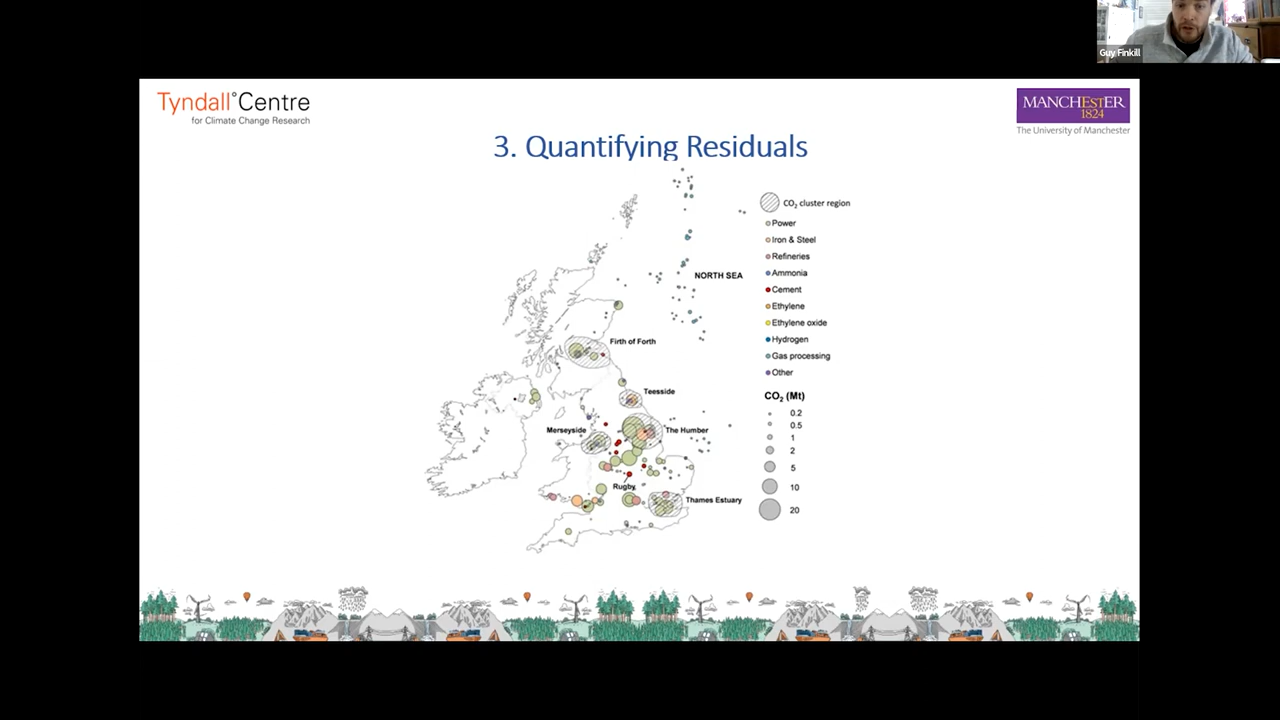 Guy Finkill
Tyndall°Centre
for Climate Change Research
MANCHESTER
1824
The University of Manchester
3. Quantifying Residuals
CO₂ cluster region
Power
Iron & Steel
Refineries
Ammonia
Cement
Ethylene
Ethylene oxide
Hydrogen
Gas processing
Other
CO₂ (Mt)
0.2
0.5
1
2
5
10
20
NORTH SEA
Firth of Forth
Teesside
Merseyside
The Humber
Rugby
Thames Estuary